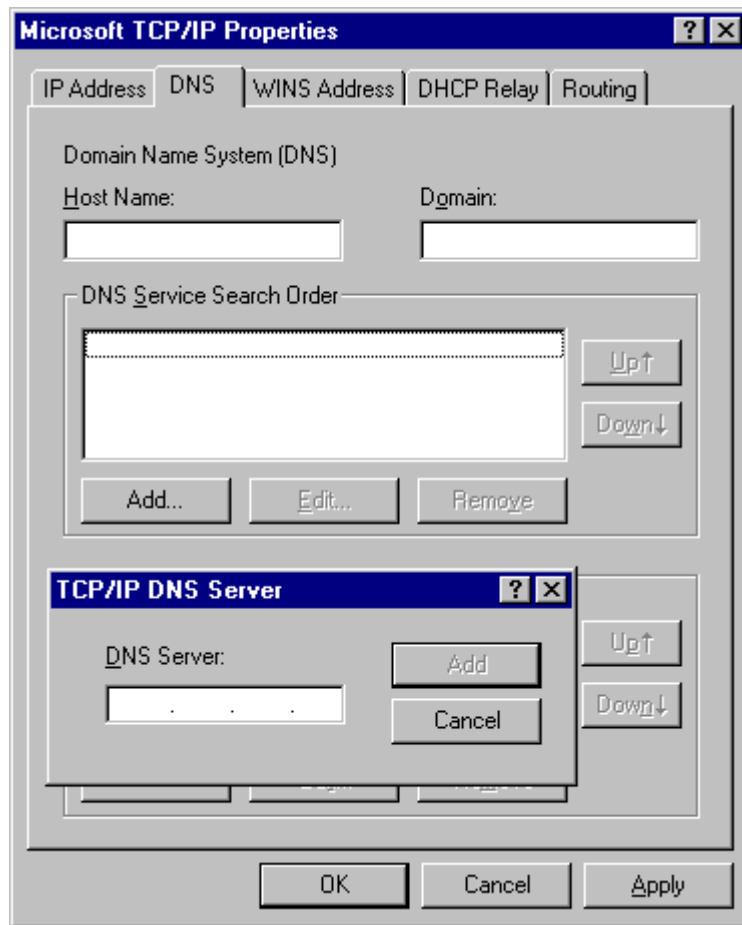 Microsoft TCP/IP Properties
IP Address DNS WINS Address DHCP Relay Routing
Domain Name System (DNS)
Host Name: Domain:
DNS Service Search Order
Up↑
Down↓
Add... Edit... Remove
TCP/IP DNS Server
DNS Server: Add
. . . Cancel
Up↑
Down↓
OK Cancel Apply